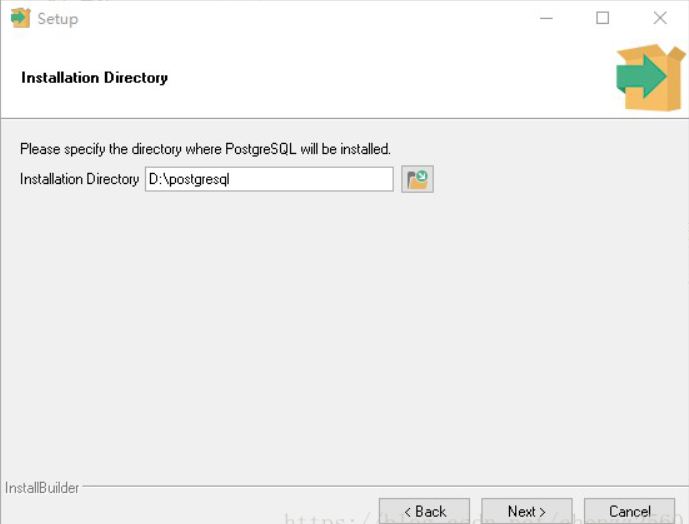 Setup
Installation Directory
Please specify the directory where PostgreSQL will be installed.
Installation Directory D:\postgresql
InstallBuilder
< Back Next > Cancel